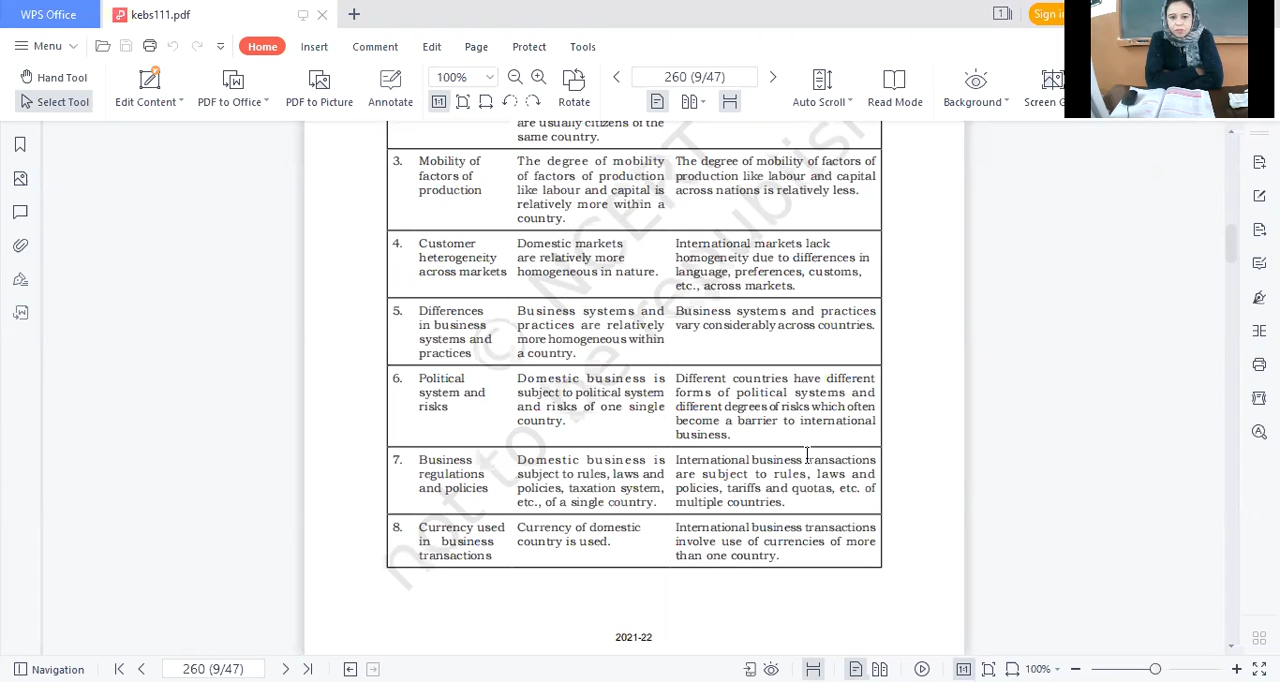 WPS Office
kebs111.pdf
1
Sign in
Menu
Home
Insert
Comment
Edit
Page
Protect
Tools
Hand Tool
Select Tool
Edit Content
PDF to Office
PDF to Picture
Annotate
100%
Rotate
260 (9/47)
Auto Scroll
Read Mode
Background
Screen G
are usually citizens of the
same country.
3. Mobility of factors of production
The degree of mobility
of factors of production
like labour and capital is
relatively more within a
country.
The degree of mobility of factors of
production like labour and capital
across nations is relatively less.
4. Customer
heterogeneity
across markets
Domestic markets
are relatively more
homogeneous in nature.
International markets lack
homogeneity due to differences in
language, preferences, customs,
etc., across markets.
5. Differences
in business
systems and
practices
Business systems and
practices are relatively
more homogeneous within
a country.
Business systems and practices
vary considerably across countries.
6. Political
system and
risks
Domestic business is
subject to political system
and risks of one single
country.
Different countries have different
forms of political systems and
different degrees of risks which often
become a barrier to international
business.
7. Business
regulations
and policies
Domestic business is
subject to rules, laws and
policies, taxation system,
etc., of a single country.
International business transactions
are subject to rules, laws and
policies, tariffs and quotas, etc. of
multiple countries.
8. Currency used
in business
transactions
Currency of domestic
country is used.
International business transactions
involve use of currencies of more
than one country.
© NCERT
not to be republish
2021-22
Navigation
260 (9/47)
100%